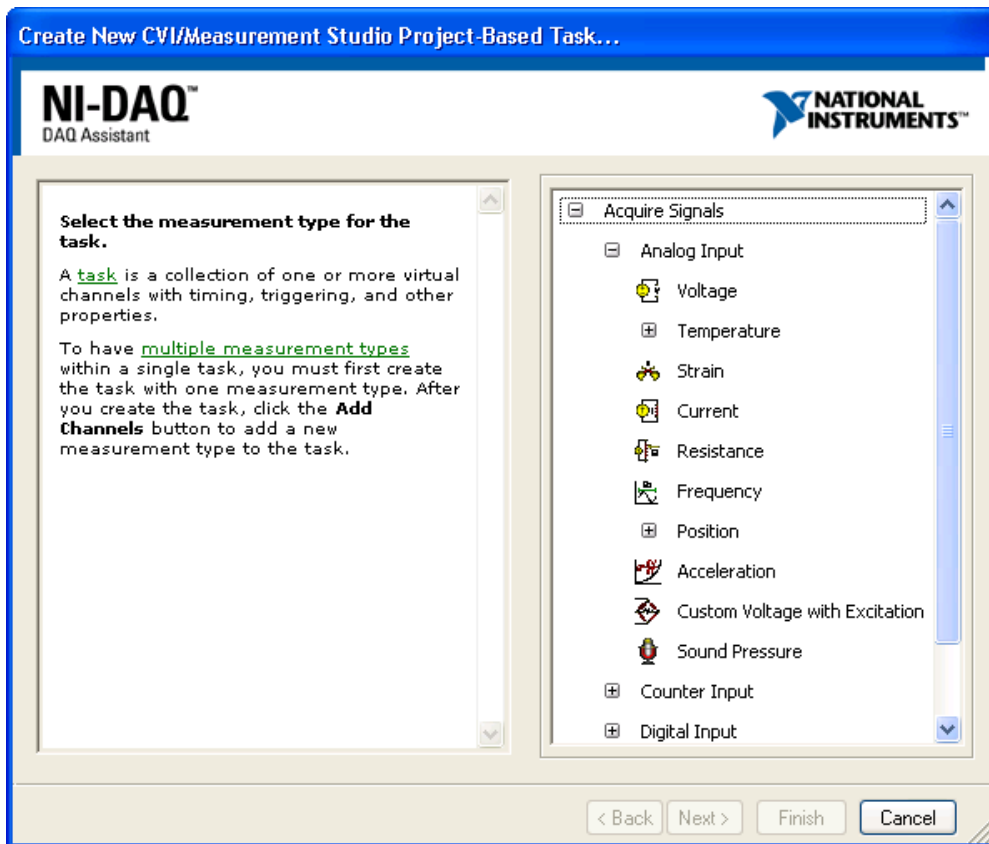 Create New CVI/Measurement Studio Project-Based Task...
NI-DAQ™
DAQ Assistant
NATIONAL
INSTRUMENTS™
Select the measurement type for the
task.
A task is a collection of one or more virtual
channels with timing, triggering, and other
properties.
To have multiple measurement types
within a single task, you must first create
the task with one measurement type. After
you create the task, click the Add
Channels button to add a new
measurement type to the task.
Acquire Signals
Analog Input
Voltage
Temperature
Strain
Current
Resistance
Frequency
Position
Acceleration
Custom Voltage with Excitation
Sound Pressure
Counter Input
Digital Input
< Back
Next >
Finish
Cancel